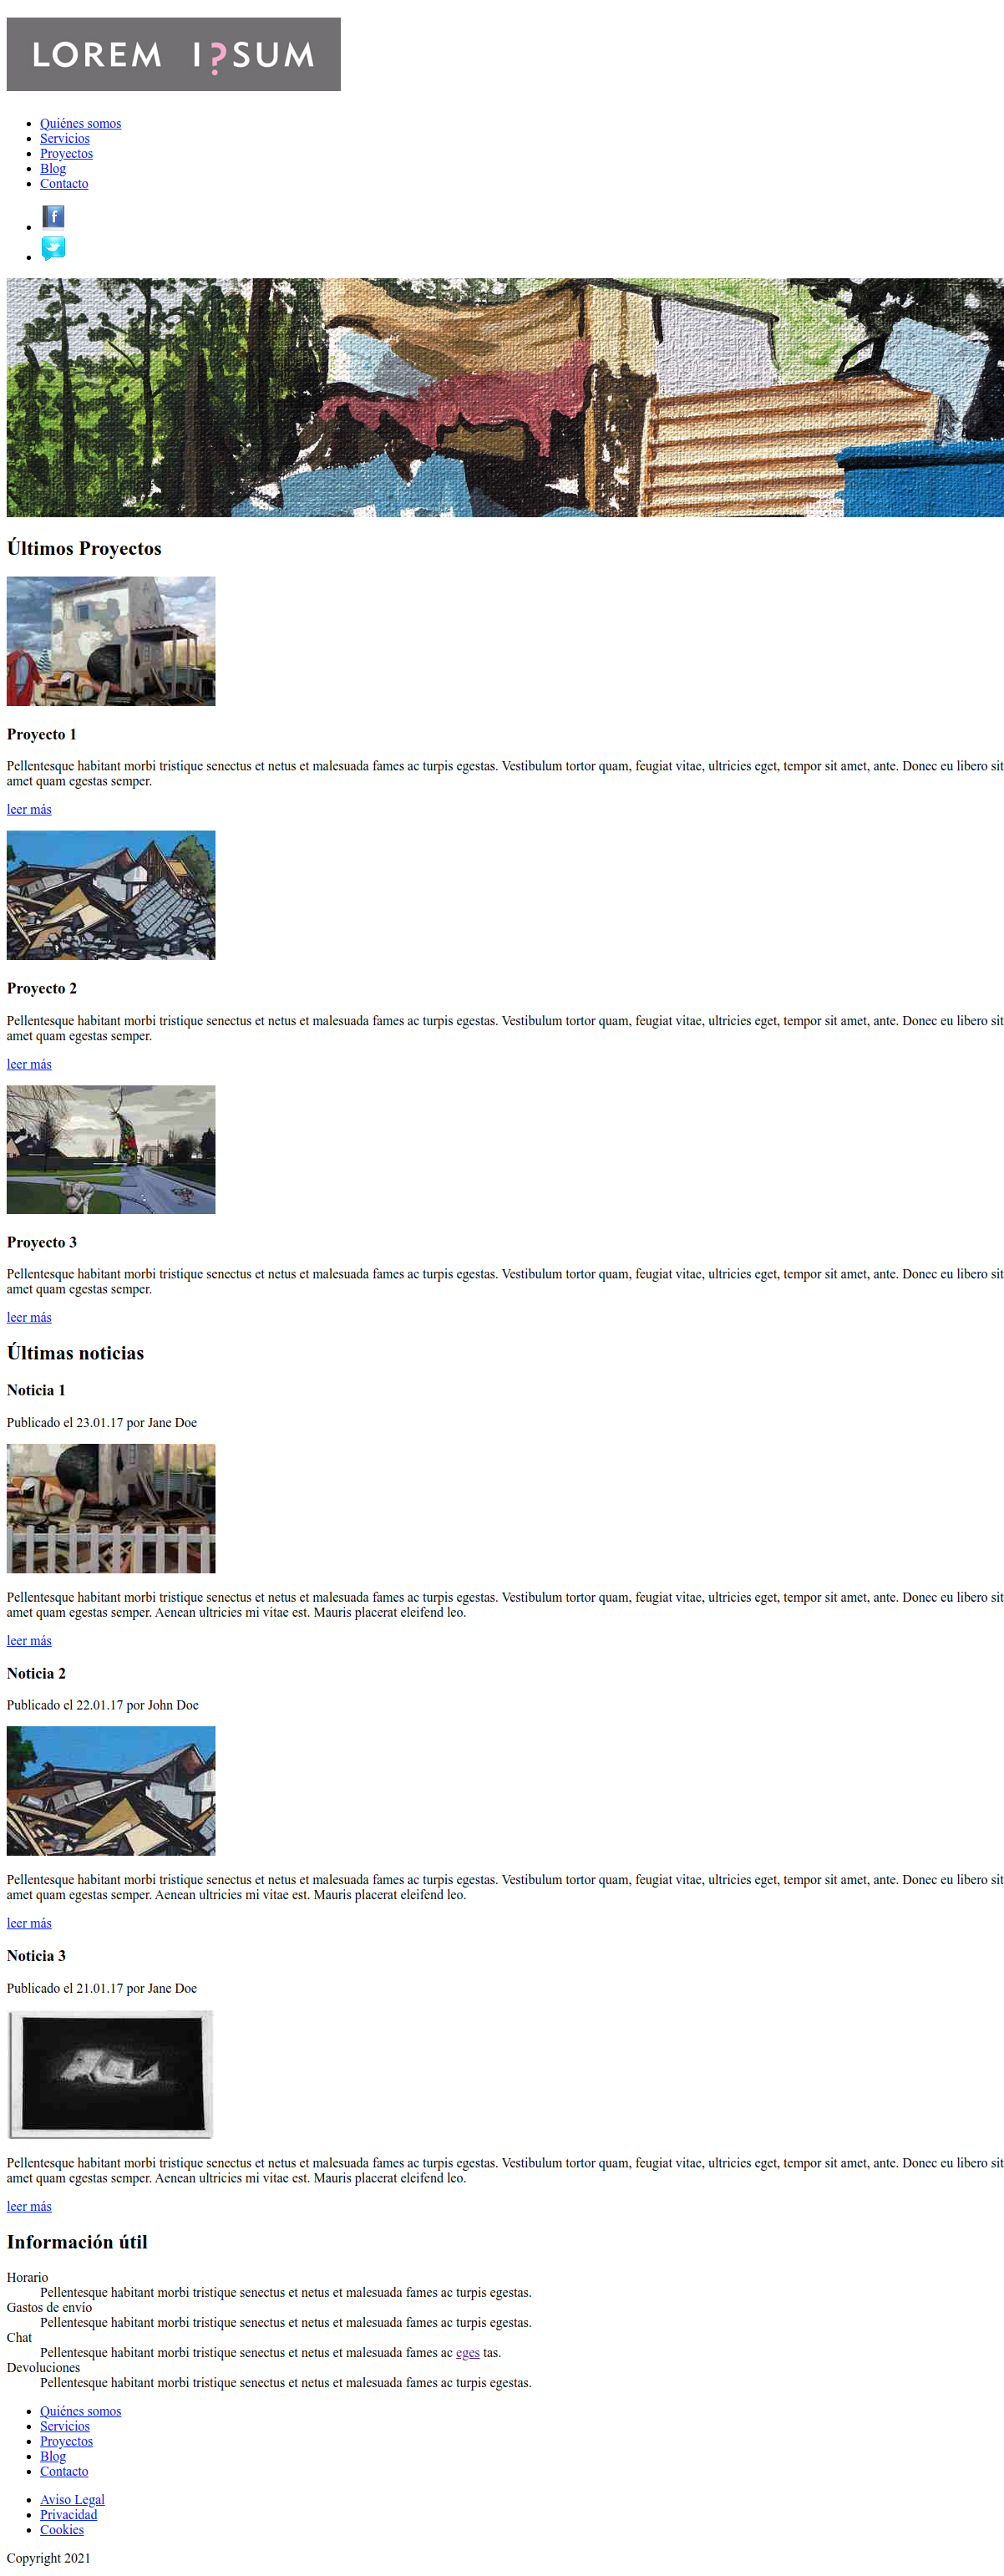 LOREM I?SUM
Quiénes somos
Servicios
Proyectos
Blog
Contacto
f
Últimos Proyectos
Proyecto 1
Pellentesque habitant morbi tristique senectus et netus et malesuada fames ac turpis egestas. Vestibulum tortor quam, feugiat vitae, ultricies eget, tempor sit amet, ante. Donec eu libero sit
amet quam egestas semper.
leer más
Proyecto 2
Pellentesque habitant morbi tristique senectus et netus et malesuada fames ac turpis egestas. Vestibulum tortor quam, feugiat vitae, ultricies eget, tempor sit amet, ante. Donec eu libero sit
amet quam egestas semper.
leer más
Proyecto 3
Pellentesque habitant morbi tristique senectus et netus et malesuada fames ac turpis egestas. Vestibulum tortor quam, feugiat vitae, ultricies eget, tempor sit amet, ante. Donec eu libero sit
amet quam egestas semper.
leer más
Últimas noticias
Noticia 1
Publicado el 23.01.17 por Jane Doe
Pellentesque habitant morbi tristique senectus et netus et malesuada fames ac turpis egestas. Vestibulum tortor quam, feugiat vitae, ultricies eget, tempor sit amet, ante. Donec eu libero sit
amet quam egestas semper. Aenean ultricies mi vitae est. Mauris placerat eleifend leo.
leer más
Noticia 2
Publicado el 22.01.17 por John Doe
Pellentesque habitant morbi tristique senectus et netus et malesuada fames ac turpis egestas. Vestibulum tortor quam, feugiat vitae, ultricies eget, tempor sit amet, ante. Donec eu libero sit
amet quam egestas semper. Aenean ultricies mi vitae est. Mauris placerat eleifend leo.
leer más
Noticia 3
Publicado el 21.01.17 por Jane Doe
Pellentesque habitant morbi tristique senectus et netus et malesuada fames ac turpis egestas. Vestibulum tortor quam, feugiat vitae, ultricies eget, tempor sit amet, ante. Donec eu libero sit
amet quam egestas semper. Aenean ultricies mi vitae est. Mauris placerat eleifend leo.
leer más
Información útil
Horario
Pellentesque habitant morbi tristique senectus et netus et malesuada fames ac turpis egestas.
Gastos de envío
Pellentesque habitant morbi tristique senectus et netus et malesuada fames ac turpis egestas.
Chat
Pellentesque habitant morbi tristique senectus et netus et malesuada fames ac eges tas.
Devoluciones
Pellentesque habitant morbi tristique senectus et netus et malesuada fames ac turpis egestas.
Quiénes somos
Servicios
Proyectos
Blog
Contacto
Aviso Legal
Privacidad
Cookies
Copyright 2021